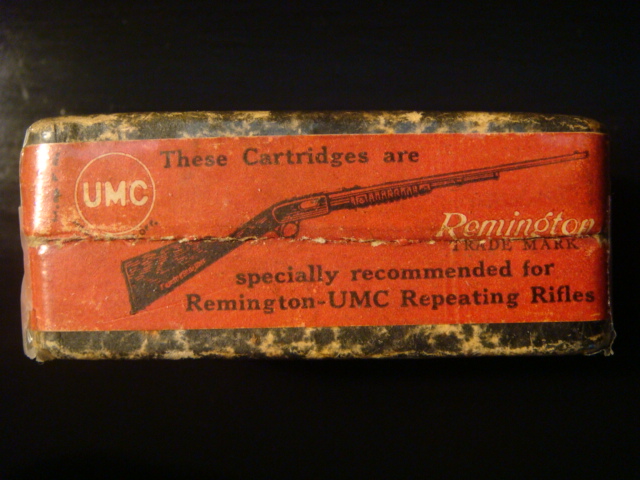 These Cartridges are
UMC
Remington
TRADE MARK
specially recommended for
Remington-UMC Repeating Rifles